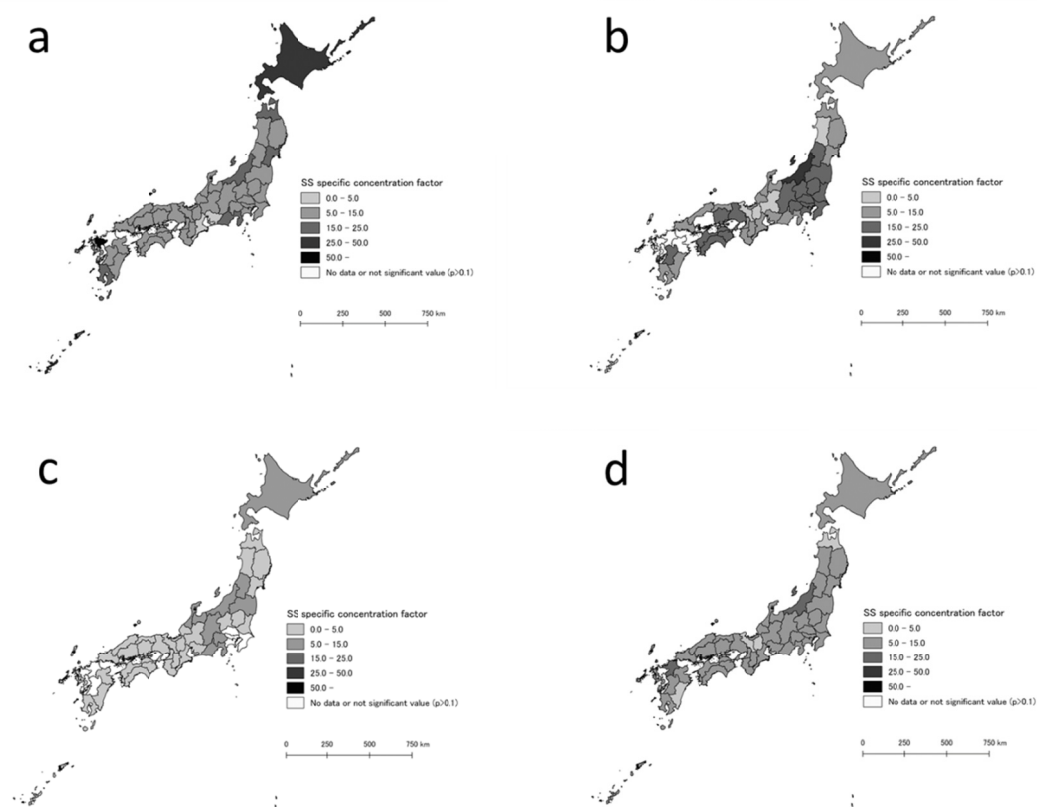 a
SS specific concentration factor
0.0 - 5.0
5.0 - 15.0
15.0 - 25.0
25.0 - 50.0
50.0 -
No data or not significant value (p>0.1)
0 250 500 750 km
b
SS specific concentration factor
0.0 - 5.0
5.0 - 15.0
15.0 - 25.0
25.0 - 50.0
50.0 -
No data or not significant value (p>0.1)
0 250 500 750 km
c
SS specific concentration factor
0.0 - 5.0
5.0 - 15.0
15.0 - 25.0
25.0 - 50.0
50.0 -
No data or not significant value (p>0.1)
0 250 500 750 km
d
SS specific concentration factor
0.0 - 5.0
5.0 - 15.0
15.0 - 25.0
25.0 - 50.0
50.0 -
No data or not significant value (p>0.1)
0 250 500 750 km